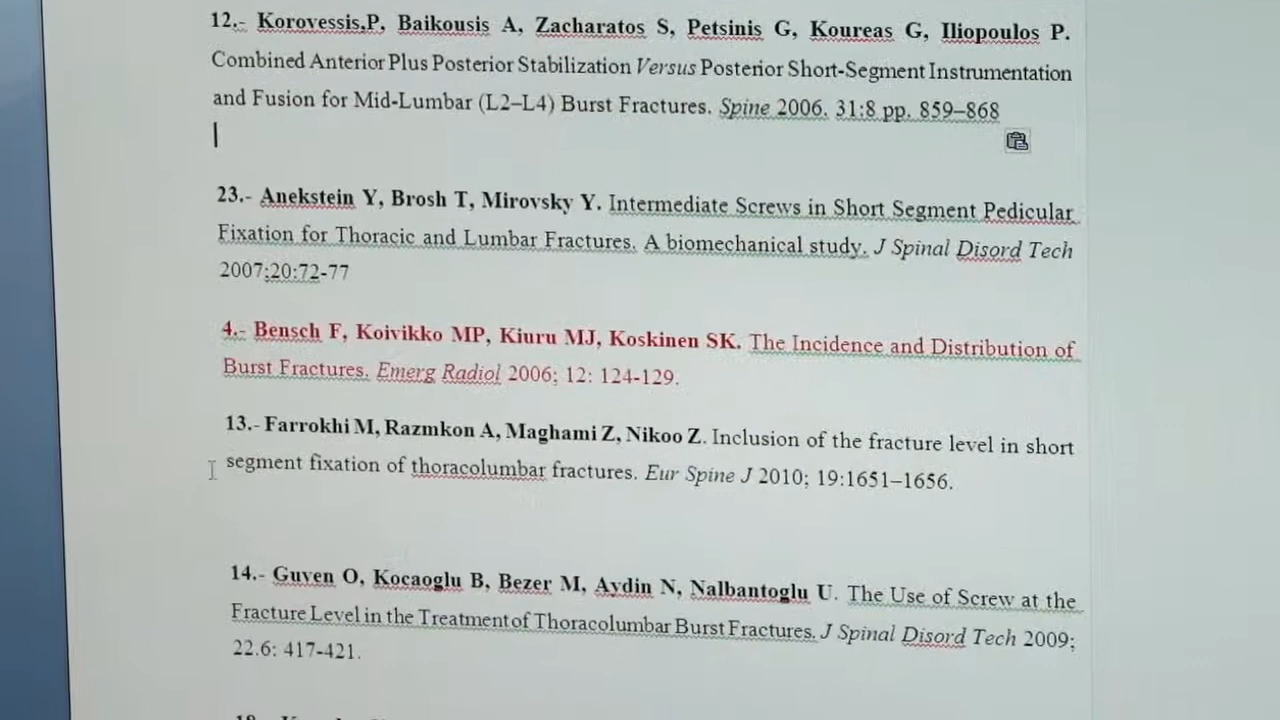 12.- Korovessis,P, Baikousis A, Zacharatos S, Petsinis G, Koureas G, Iliopoulos P.
Combined Anterior Plus Posterior Stabilization Versus Posterior Short-Segment Instrumentation
and Fusion for Mid-Lumbar (L2–L4) Burst Fractures. Spine 2006. 31:8 pp. 859–868
23.- Anekstein Y, Brosh T, Mirovsky Y. Intermediate Screws in Short Segment Pedicular
Fixation for Thoracic and Lumbar Fractures. A biomechanical study. J Spinal Disord Tech
2007;20:72-77
4.- Bensch F, Koivikko MP, Kiuru MJ, Koskinen SK. The Incidence and Distribution of
Burst Fractures. Emerg Radiol 2006; 12: 124-129.
13.- Farrokhi M, Razmkon A, Maghami Z, Nikoo Z. Inclusion of the fracture level in short
segment fixation of thoracolumbar fractures. Eur Spine J 2010; 19:1651–1656.
14.- Guven O, Kocaoglu B, Bezer M, Aydin N, Nalbantoglu U. The Use of Screw at the
Fracture Level in the Treatment of Thoracolumbar Burst Fractures. J Spinal Disord Tech 2009;
22.6: 417-421.